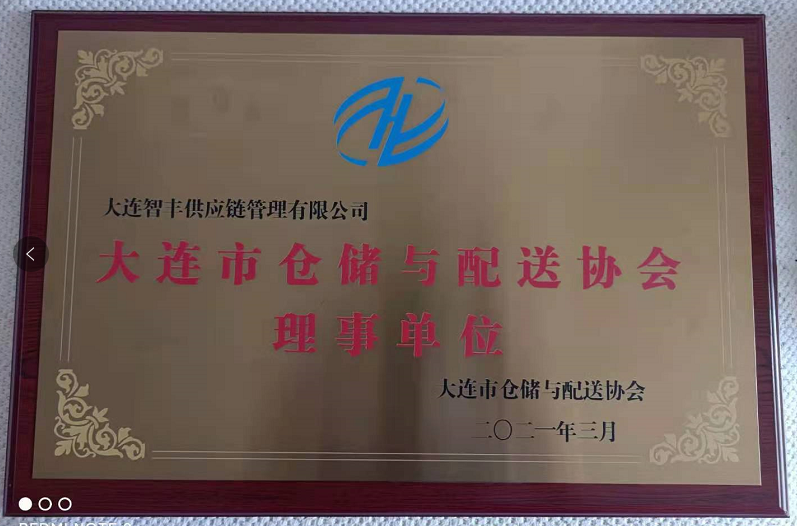 大连智丰供应链管理有限公司
大连市仓储与配送协会
理事单位
大连市仓储与配送协会
二〇二一年三月